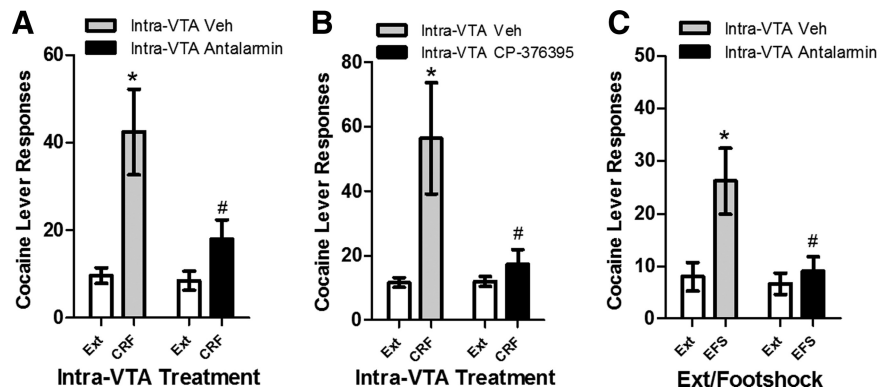 A
Intra-VTA Veh
Intra-VTA Antalarmin
Cocaine Lever Responses
60
40
20
0
*
#
Ext
CRF
Ext
CRF
Intra-VTA Treatment
B
Intra-VTA Veh
Intra-VTA CP-376395
Cocaine Lever Responses
80
60
40
20
0
*
#
Ext
CRF
Ext
CRF
Intra-VTA Treatment
C
Intra-VTA Veh
Intra-VTA Antalarmin
Cocaine Lever Responses
50
40
30
20
10
0
*
#
Ext
EFS
Ext
EFS
Ext/Footshock